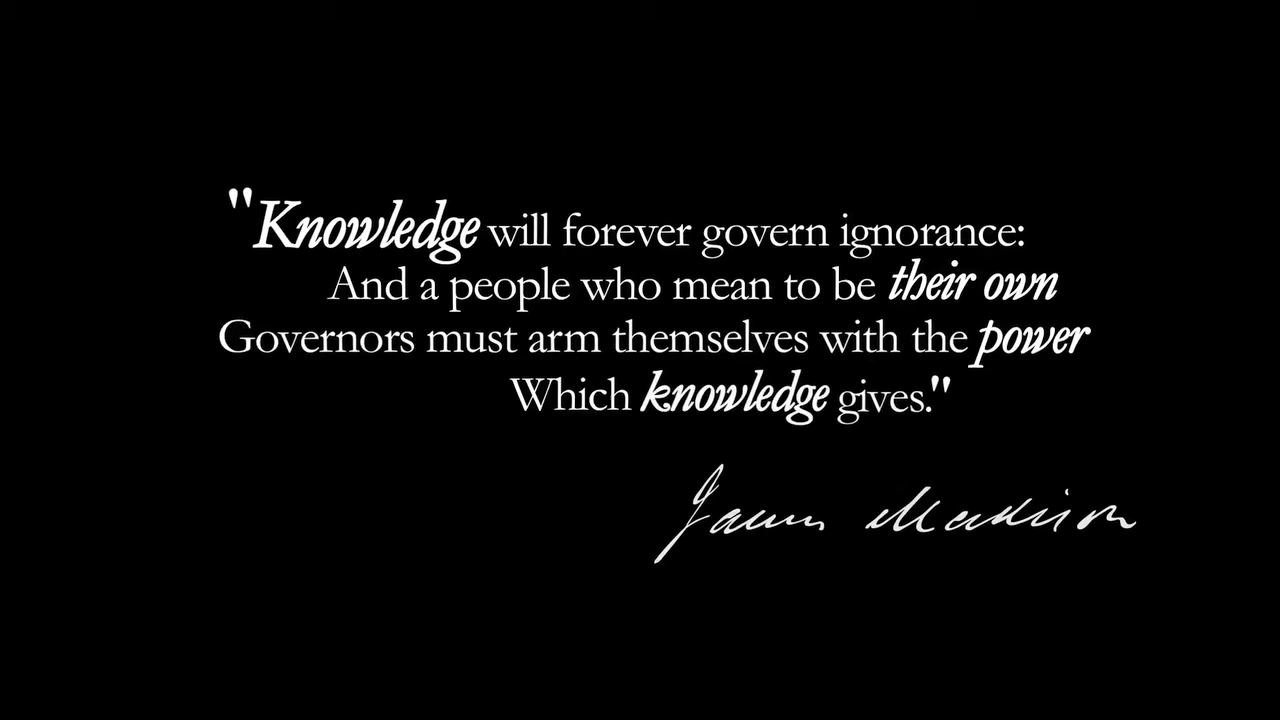 "Knowledge will forever govern ignorance:
And a people who mean to be their own
Governors must arm themselves with the power
Which knowledge gives."
James Madison